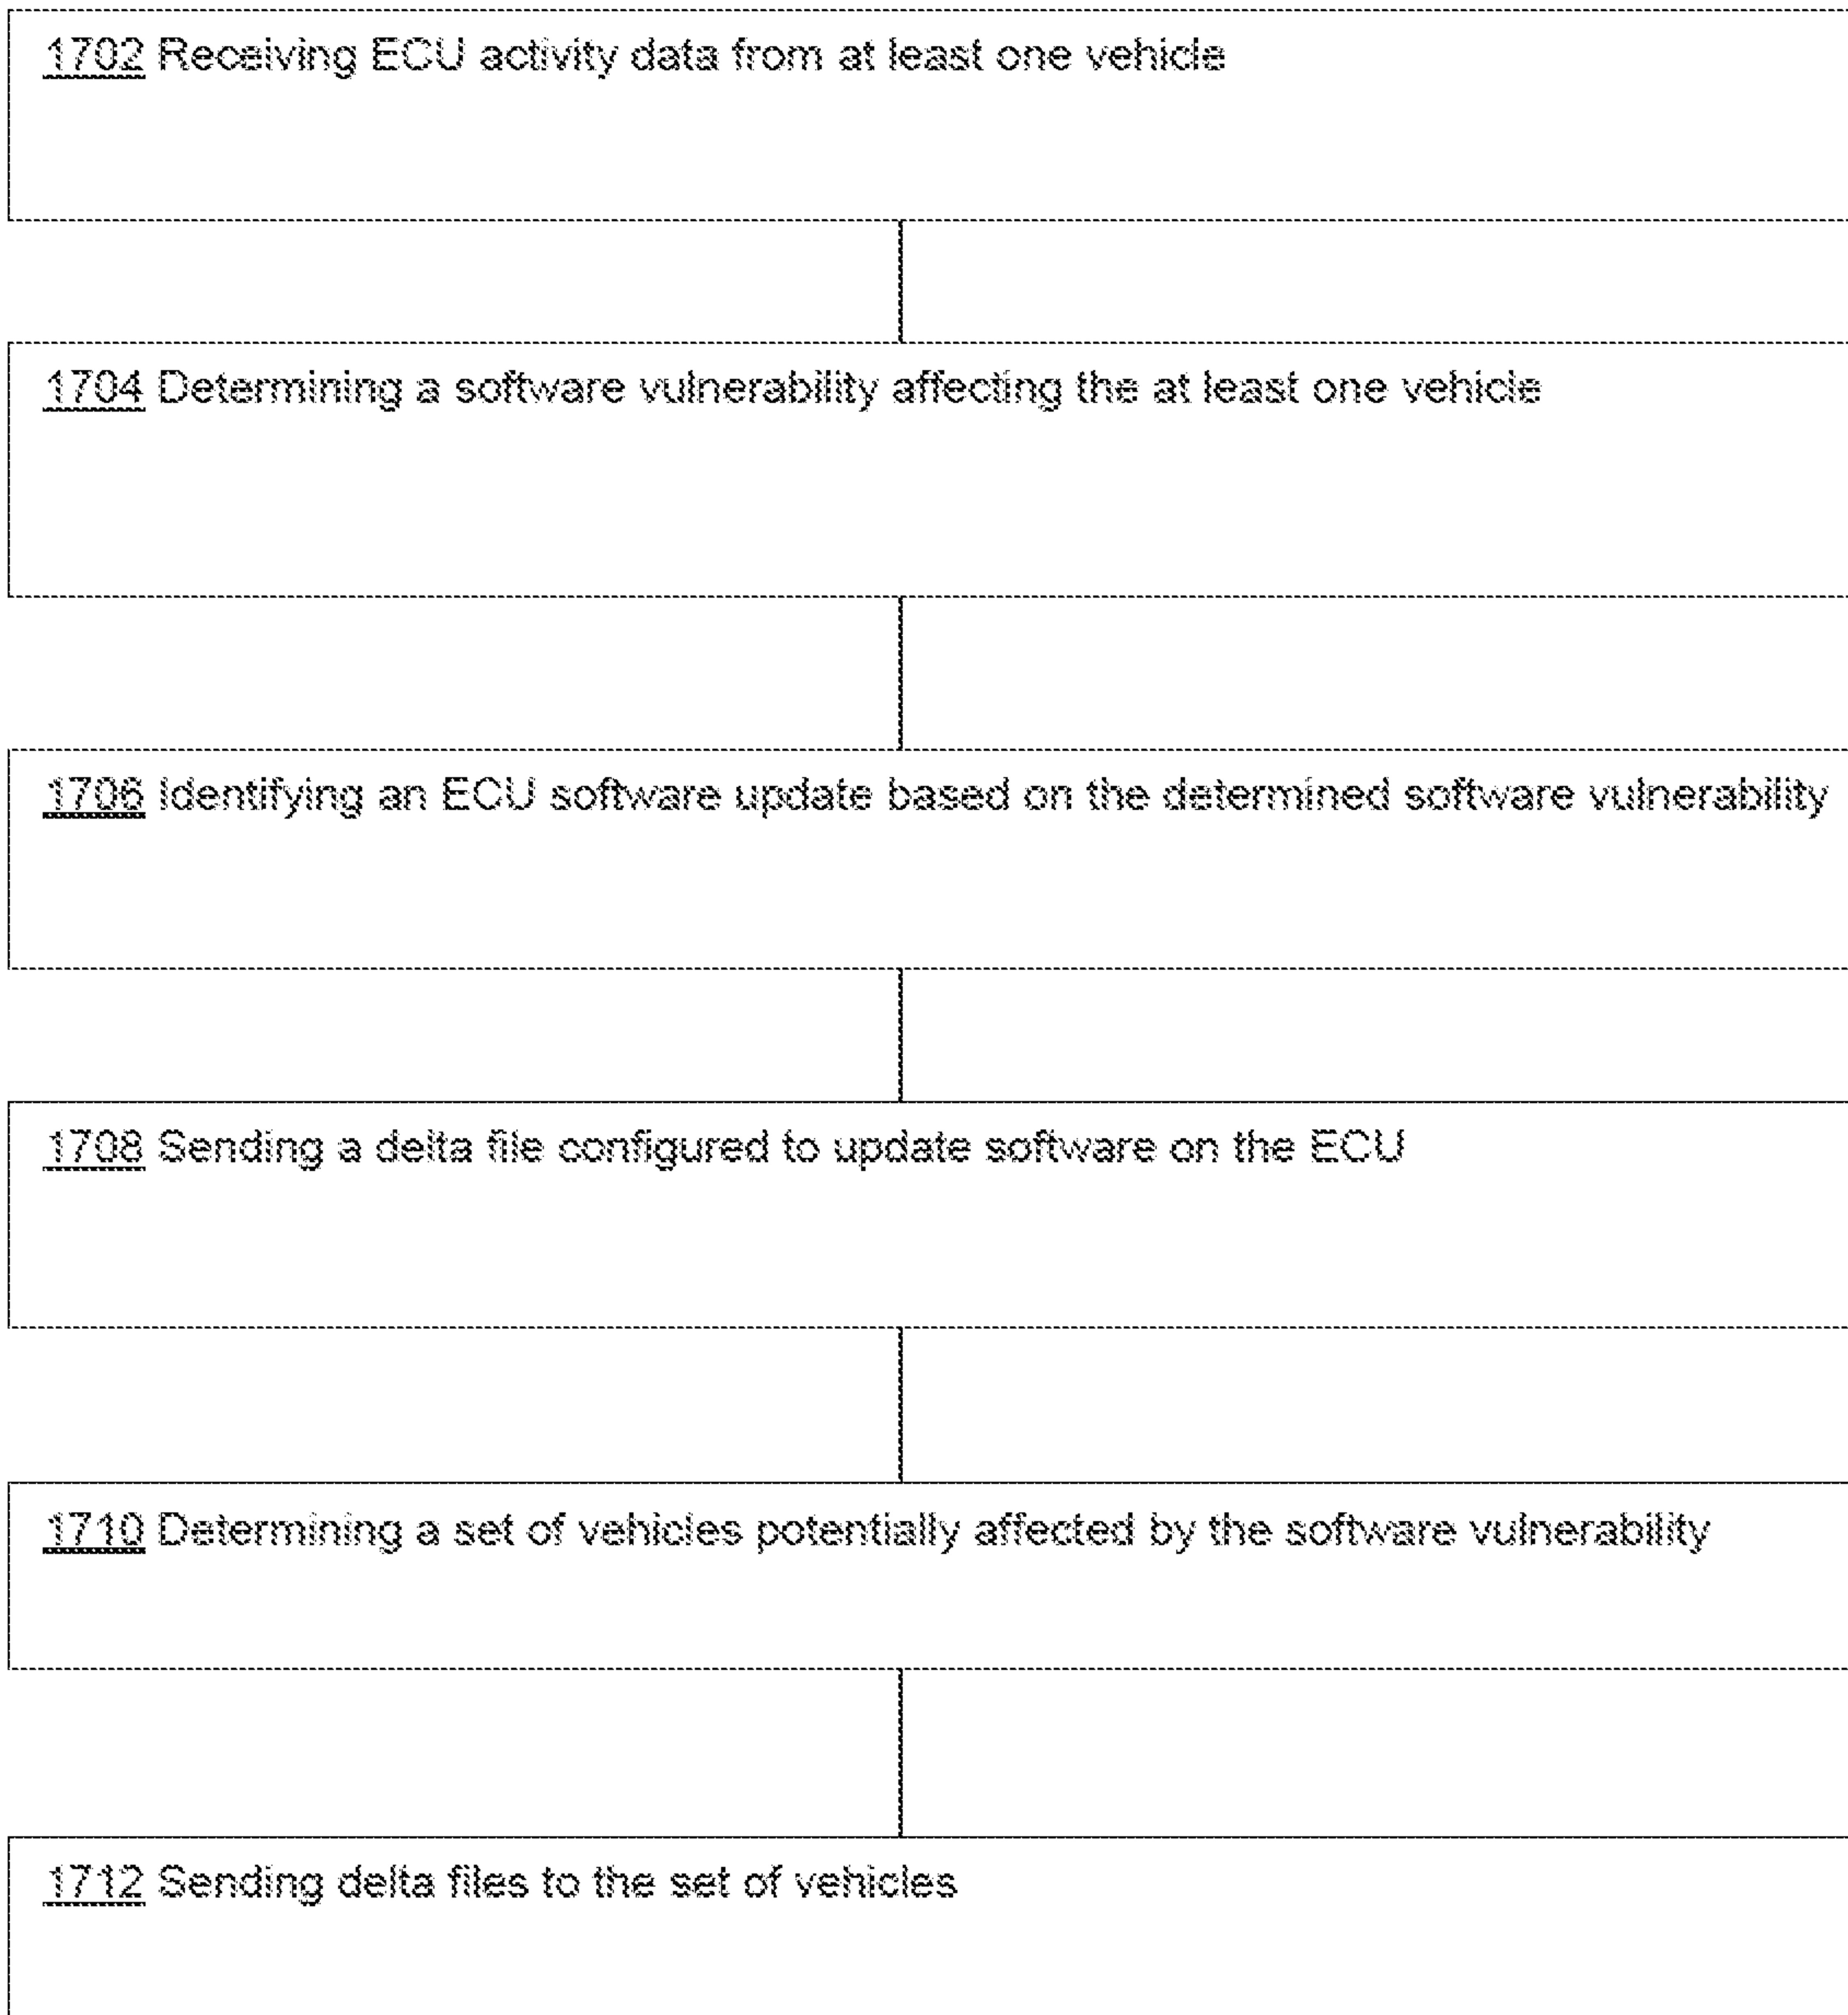 1702 Receiving ECU activity data from at least one vehicle
1704 Determining a software vulnerability affecting the at least one vehicle
1706 Identifying an ECU software update based on the determined software vulnerability
1708 Sending a delta file configured to update software on the ECU
1710 Determining a set of vehicles potentially affected by the software vulnerability
1712 Sending delta files to the set of vehicles